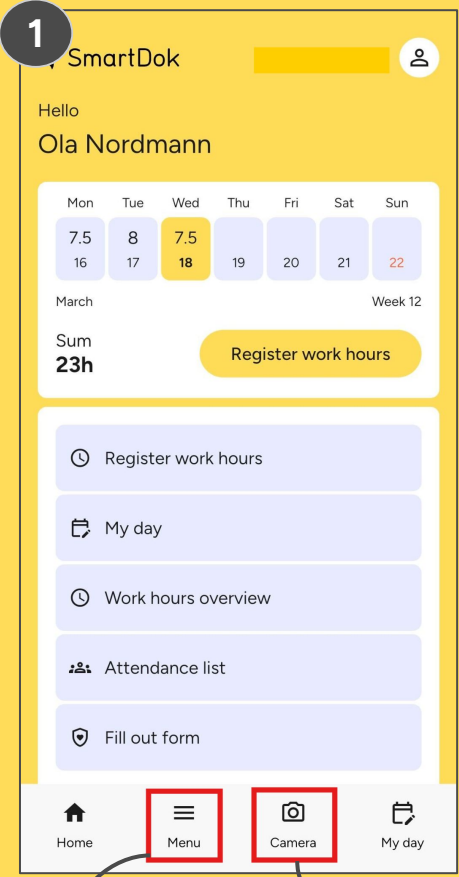 1
SmartDok
Hello
Ola Nordmann
Mon Tue Wed Thu Fri Sat Sun
7.5 8 7.5
16 17 18 19 20 21 22
March Week 12
Sum
23h
Register work hours
Register work hours
My day
Work hours overview
Attendance list
Fill out form
Home Menu Camera My day